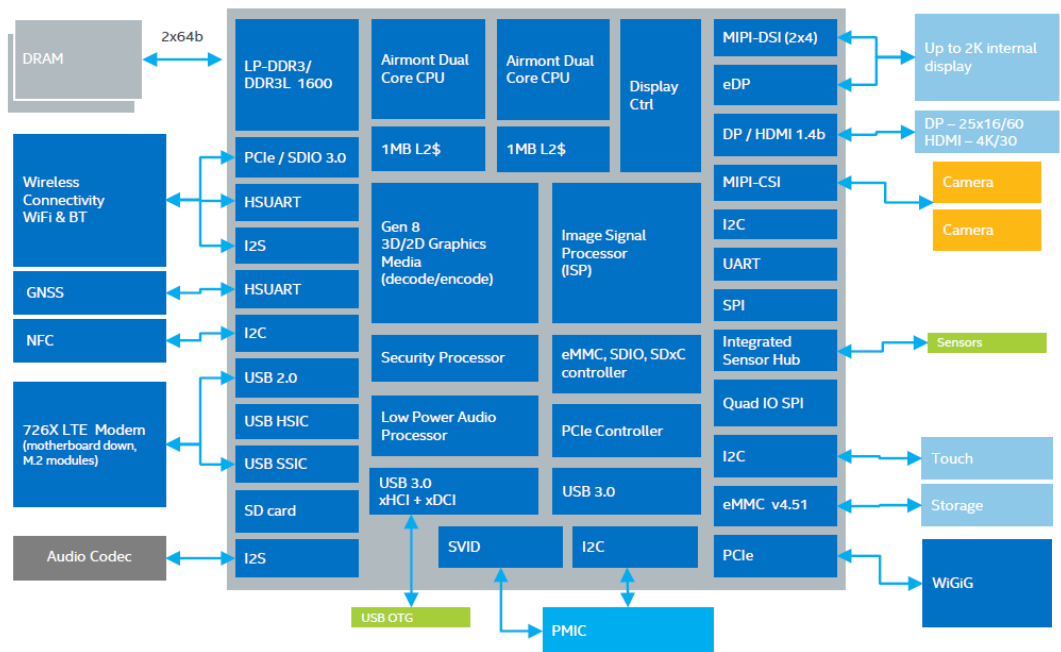 DRAM
2x64b
Wireless
Connectivity
WiFi & BT
GNSS
NFC
726X LTE  Modem
(motherboard down,
M.2 modules)
Audio Codec
LP-DDR3/
DDR3L  1600
PCIe / SDIO 3.0
HSUART
I2S
HSUART
I2C
USB 2.0
USB HSIC
USB SSIC
SD card
I2S
Airmont Dual
Core CPU
Airmont Dual
Core CPU
1MB L2$
1MB L2$
Display
Ctrl
Gen 8
3D/2D Graphics
Media
(decode/encode)
Image Signal
Processor
(ISP)
Security Processor
eMMC, SDIO, SDxC
controller
Low Power Audio
Processor
PCIe Controller
USB 3.0
xHCI + xDCI
USB 3.0
SVID
I2C
USB OTG
PMIC
MIPI-DSI (2x4)
eDP
DP / HDMI 1.4b
MIPI-CSI
I2C
UART
SPI
Integrated
Sensor Hub
Quad IO SPI
I2C
eMMC  v4.51
PCIe
Up to 2K internal
display
DP – 25x16/60
HDMI – 4K/30
Camera
Camera
Sensors
Touch
Storage
WiGiG